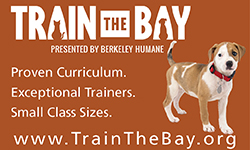 TRAIN THE BAY
PRESENTED BY BERKELEY HUMANE
Proven Curriculum.
Exceptional Trainers.
Small Class Sizes.
www.TrainTheBay.org